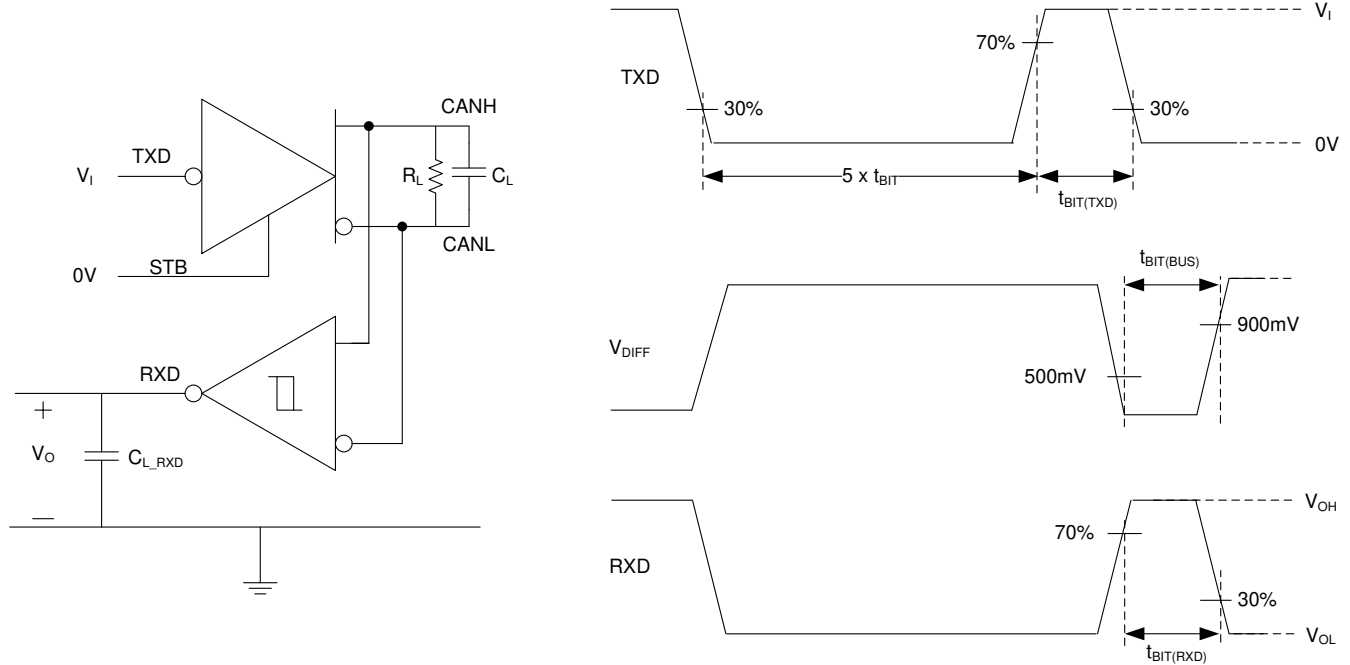 CANH
TXD
V_I
R_L
C_L
CANL
STB
0V
RXD
+
V_O
C_L_RXD
—
V_I
70%
TXD
30%
30%
0V
5 x t_BIT
t_BIT(TXD)
t_BIT(BUS)
900mV
V_DIFF
500mV
V_OH
70%
RXD
30%
V_OL
t_BIT(RXD)